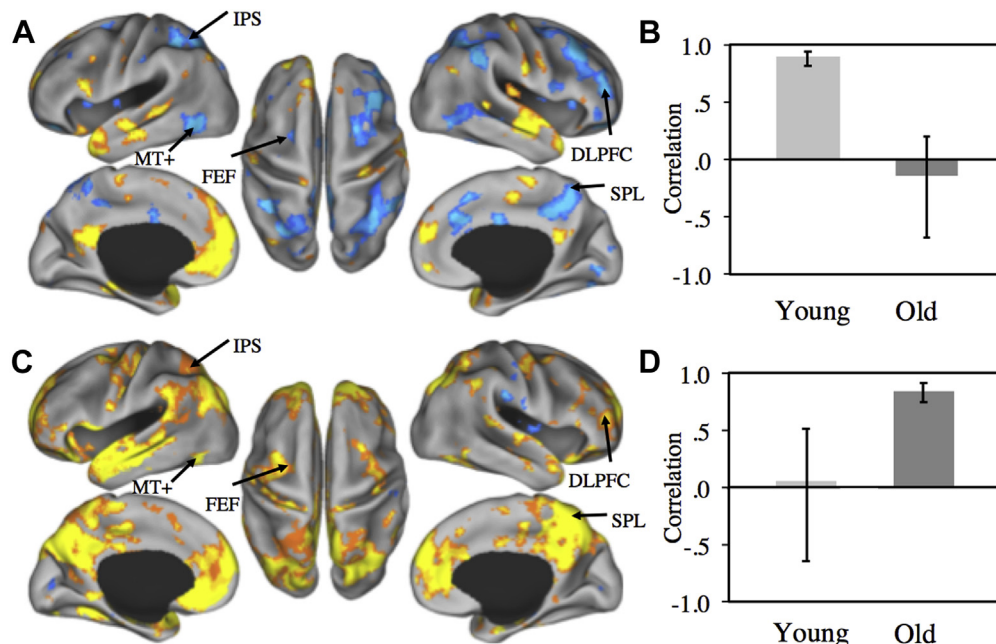 A
IPS
MT+
FEF
DLPFC
SPL
B
Correlation
1.0
.5
.0
-.5
-1.0
Young
Old
C
IPS
MT+
FEF
DLPFC
SPL
D
Correlation
1.0
.5
.0
-.5
-1.0
Young
Old